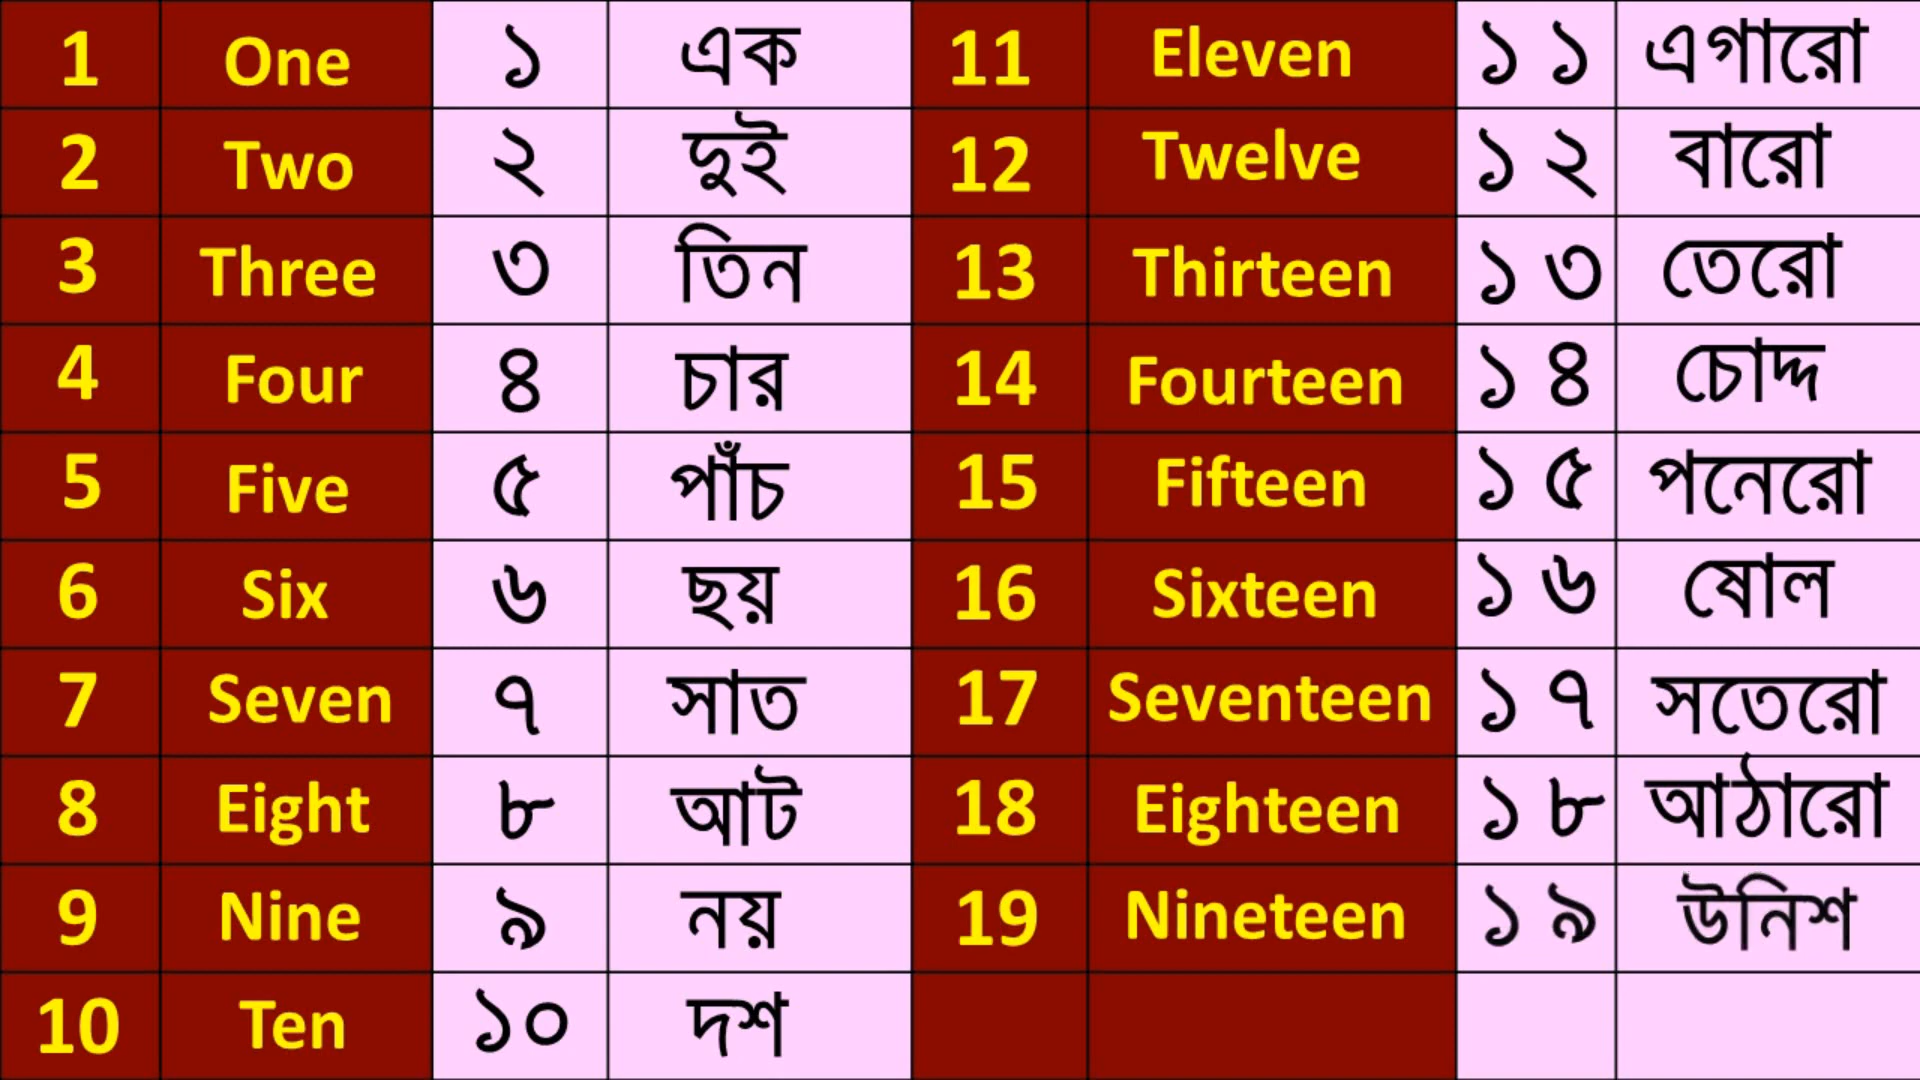 1 One ১ এক 11 Eleven ১ ১ এগারো
2 Two ২ দুই 12 Twelve ১ ২ বারো
3 Three ৩ তিন 13 Thirteen ১ ৩ তেরো
4 Four ৪ চার 14 Fourteen ১ ৪ চোদ্দ
5 Five ৫ পাঁচ 15 Fifteen ১ ৫ পনেরো
6 Six ৬ ছয় 16 Sixteen ১ ৬ ষোল
7 Seven ৭ সাত 17 Seventeen ১ ৭ সতেরো
8 Eight ৮ আট 18 Eighteen ১ ৮ আঠারো
9 Nine ৯ নয় 19 Nineteen ১ ৯ উনিশ
10 Ten ১০ দশ